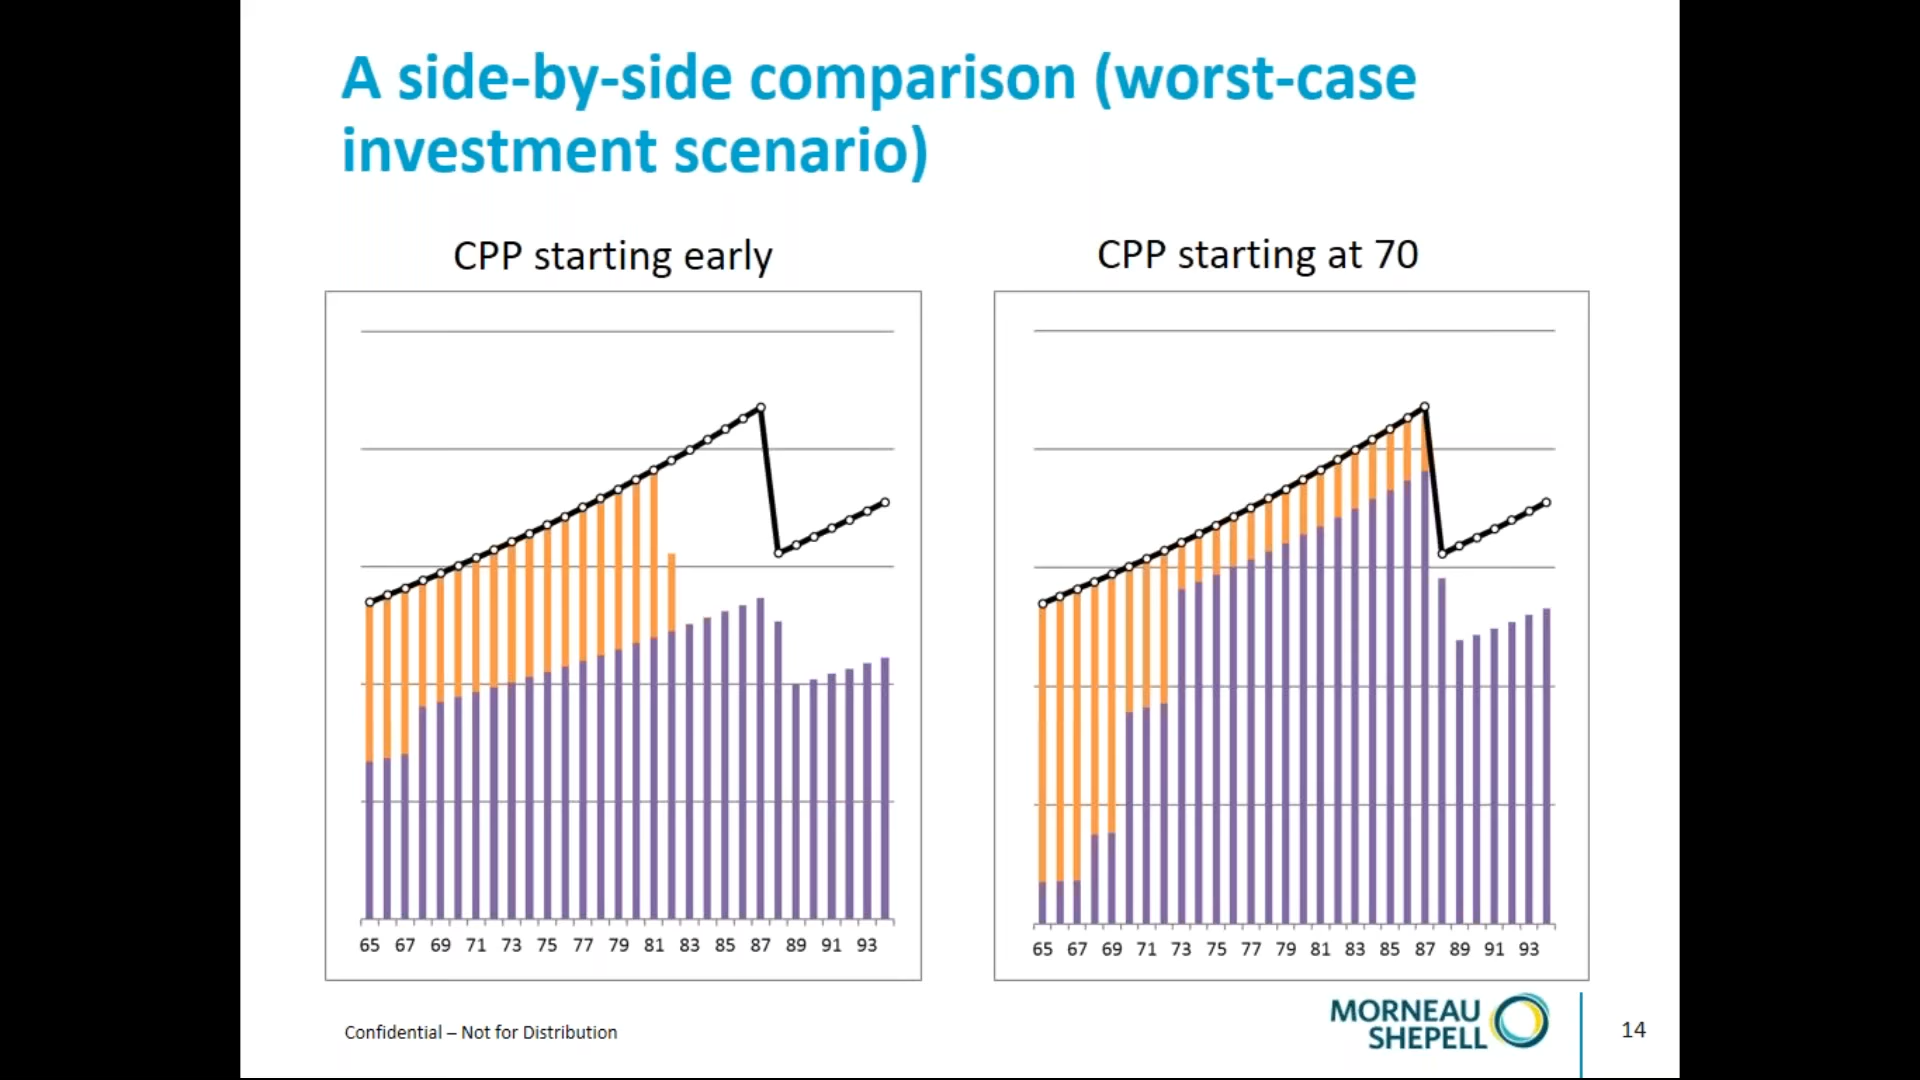 A side-by-side comparison (worst-case
investment scenario)
CPP starting early
CPP starting at 70
65 67 69 71 73 75 77 79 81 83 85 87 89 91 93
65 67 69 71 73 75 77 79 81 83 85 87 89 91 93
Confidential – Not for Distribution
MORNEAU
SHEPELL
14